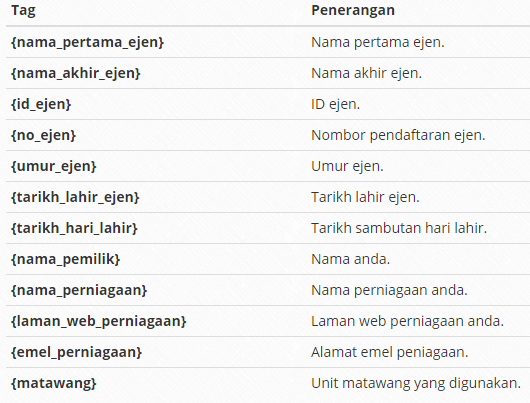 Tag Penerangan
{nama_pertama_ejen} Nama pertama ejen.
{nama_akhir_ejen} Nama akhir ejen.
{id_ejen} ID ejen.
{no_ejen} Nombor pendaftaran ejen.
{umur_ejen} Umur ejen.
{tarikh_lahir_ejen} Tarikh lahir ejen.
{tarikh_hari_lahir} Tarikh sambutan hari lahir.
{nama_pemilik} Nama anda.
{nama_perniagaan} Nama perniagaan anda.
{laman_web_perniagaan} Laman web perniagaan anda.
{emel_perniagaan} Alamat emel peniagaan.
{matawang} Unit matawang yang digunakan.